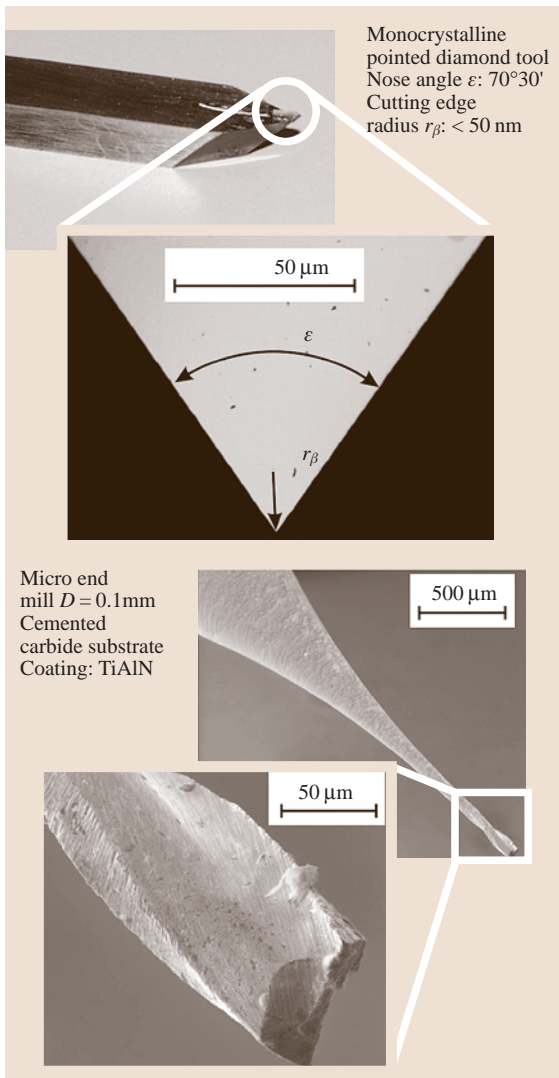 Monocrystalline
pointed diamond tool
Nose angle ε: 70°30'
Cutting edge
radius rβ: < 50 nm
50 µm
ε
rβ
Micro end
mill D = 0.1mm
Cemented
carbide substrate
Coating: TiAlN
500 µm
50 µm